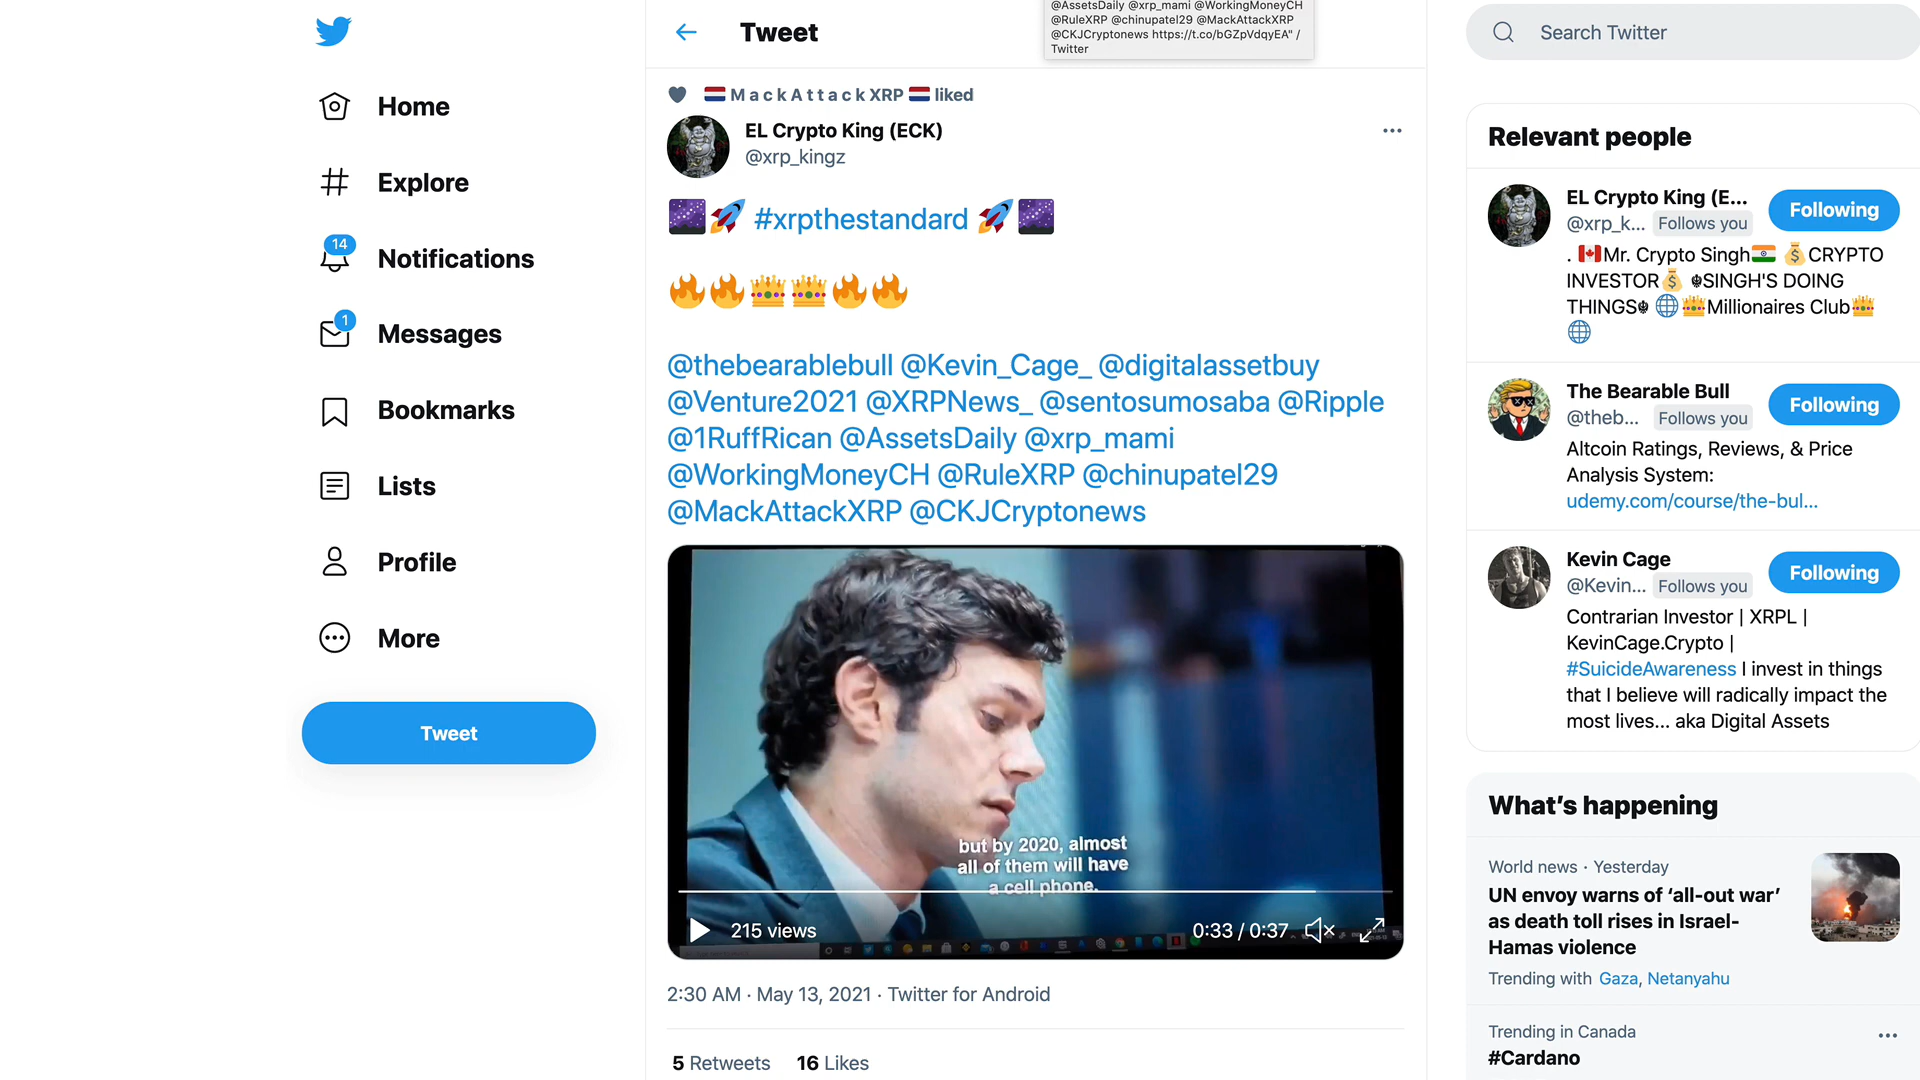 @AssetsDaily @xrp_mami @WorkingMoneyCH
@RuleXRP @chinupatel29 @MackAttackXRP
@CKJCryptonews https://t.co/bGZpVdqyEA" /
Twitter
Tweet
Search Twitter
Home
Explore
14
Notifications
1
Messages
Bookmarks
Lists
Profile
More
Tweet
M a c k A t t a c k XRP liked
EL Crypto King (ECK)
@xrp_kingz
#xrpthestandard
@thebearablebull @Kevin_Cage_ @digitalassetbuy
@Venture2021 @XRPNews_ @sentosumosaba @Ripple
@1RuffRican @AssetsDaily @xrp_mami
@WorkingMoneyCH @RuleXRP @chinupatel29
@MackAttackXRP @CKJCryptonews
but by 2020, almost
all of them will have
a cell phone.
215 views
0:33 / 0:37
2:30 AM · May 13, 2021 · Twitter for Android
5 Retweets 16 Likes
Relevant people
EL Crypto King (E...
Following
@xrp_k... Follows you
. Mr. Crypto Singh CRYPTO
INVESTOR SINGH'S DOING
THINGS Millionaires Club
The Bearable Bull
Following
@theb... Follows you
Altcoin Ratings, Reviews, & Price
Analysis System:
udemy.com/course/the-bul...
Kevin Cage
Following
@Kevin... Follows you
Contrarian Investor | XRPL |
KevinCage.Crypto |
#SuicideAwareness I invest in things
that I believe will radically impact the
most lives... aka Digital Assets
What's happening
World news · Yesterday
UN envoy warns of 'all-out war'
as death toll rises in Israel-
Hamas violence
Trending with Gaza, Netanyahu
Trending in Canada
#Cardano